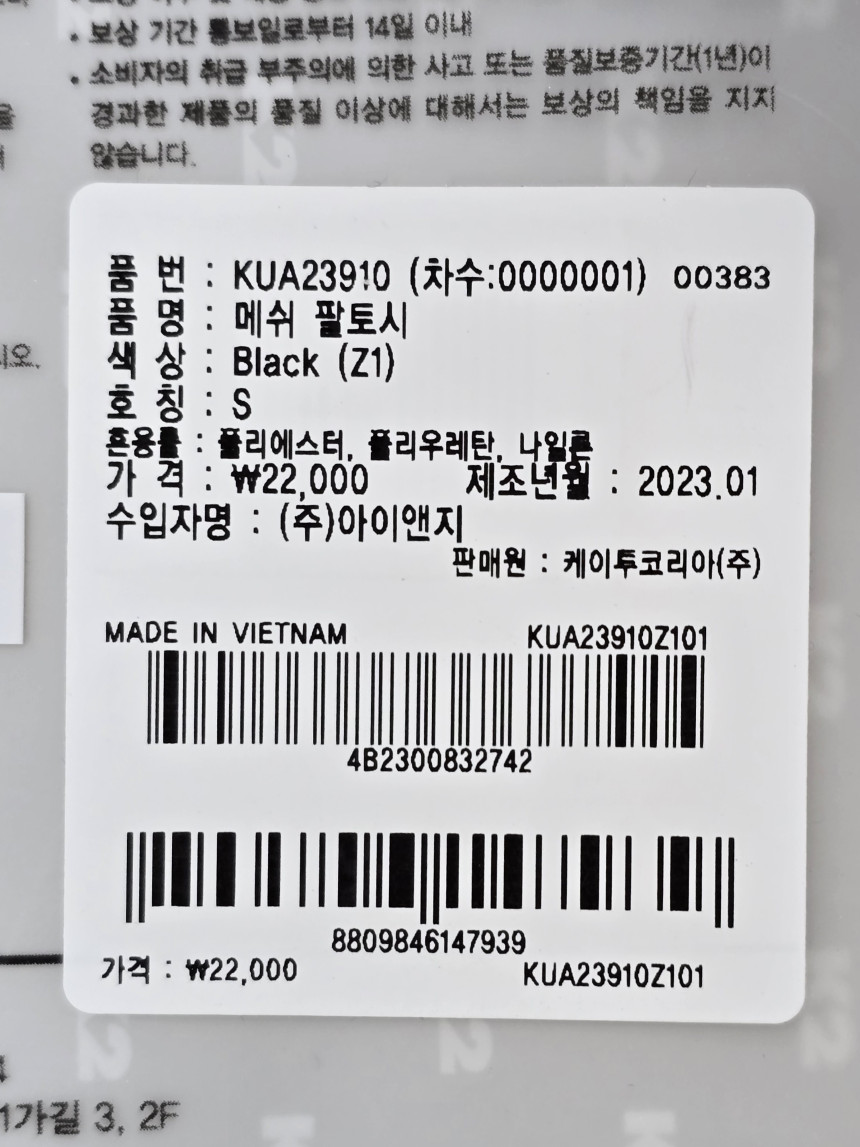 • 보상 기간 통보일로부터 14일 이내
• 소비자의 취급 부주의에 의한 사고 또는 품질보증기간(1년)이
경과한 제품의 품질 이상에 대해서는 보상의 책임을 지지
않습니다.
품 번 : KUA23910 (차수:0000001) 00383
품 명 : 메쉬 팔토시
색 상 : Black (Z1)
호 칭 : S
혼용률 : 폴리에스터, 폴리우레탄, 나일론
가 격 : ₩22,000 제조년월 : 2023.01
수입자명 : (주)아이앤지
판매원 : 케이투코리아(주)
MADE IN VIETNAM KUA23910Z101
4B2300832742
8809846147939
가격 : ₩22,000 KUA23910Z101
1가길 3, 2F